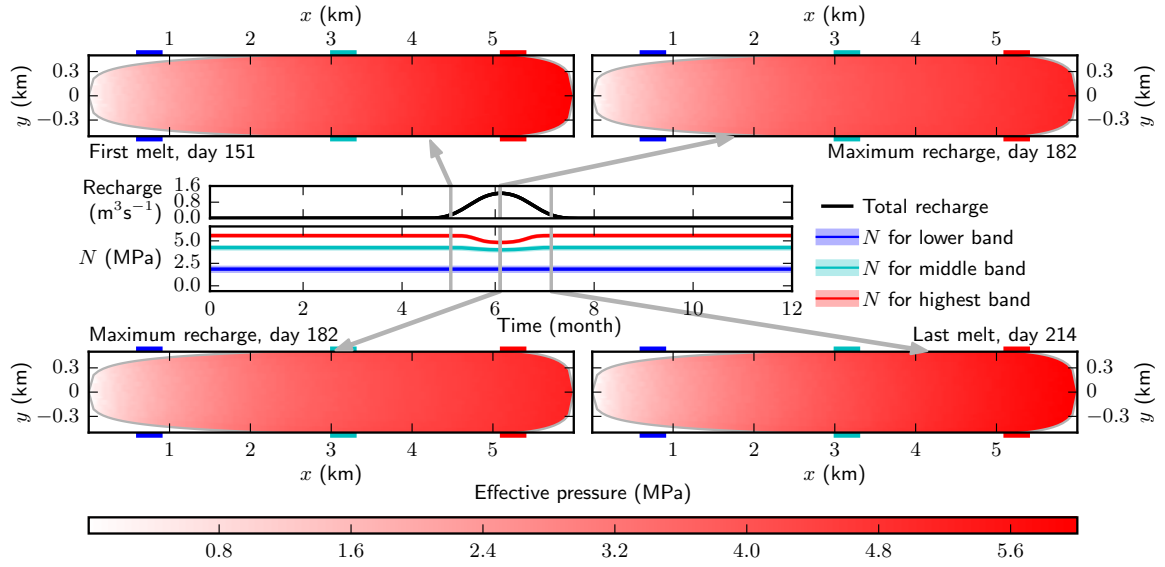 x (km) x (km)
1 2 3 4 5 1 2 3 4 5
y (km) 0.3 0 −0.3 0.3 0 −0.3 y (km)
First melt, day 151 Maximum recharge, day 182
Recharge (m³s⁻¹) 1.6 0.8 0.0
N (MPa) 5.0 2.5 0.0
0 2 4 6 8 10 12
Time (month)
Total recharge
N for lower band
N for middle band
N for highest band
Maximum recharge, day 182 Last melt, day 214
y (km) 0.3 0 −0.3 0.3 0 −0.3 y (km)
1 2 3 4 5 1 2 3 4 5
x (km) x (km)
Effective pressure (MPa)
0.8 1.6 2.4 3.2 4.0 4.8 5.6